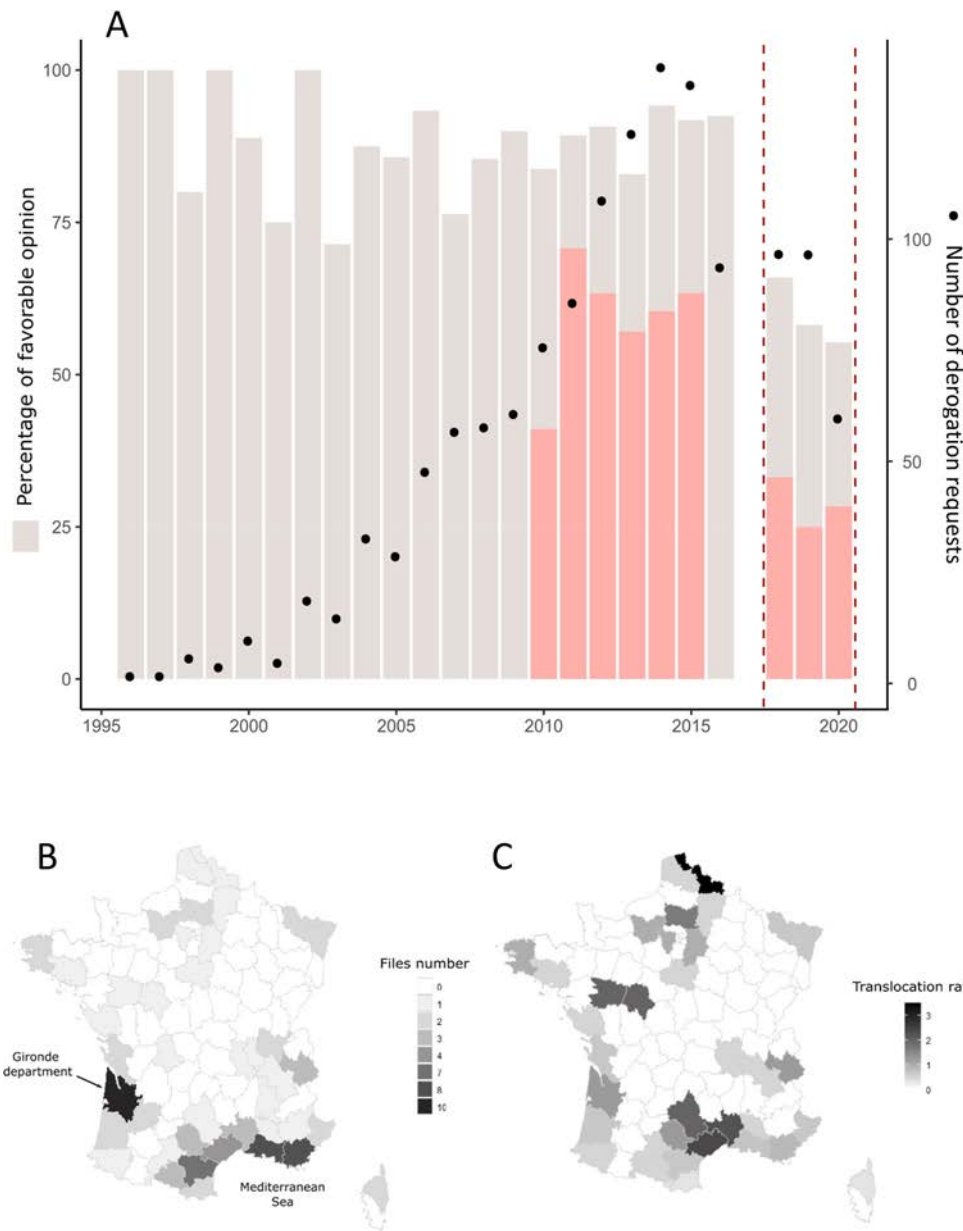 A
Percentage of favorable opinion
100
75
50
25
0
Number of derogation
requests
100
50
0
1995
2000
2005
2010
2015
2020
B
Files number
0
1
2
3
4
7
8
10
Gironde
department
Mediterranean
Sea
C
Translocation ra
3
2
1
0